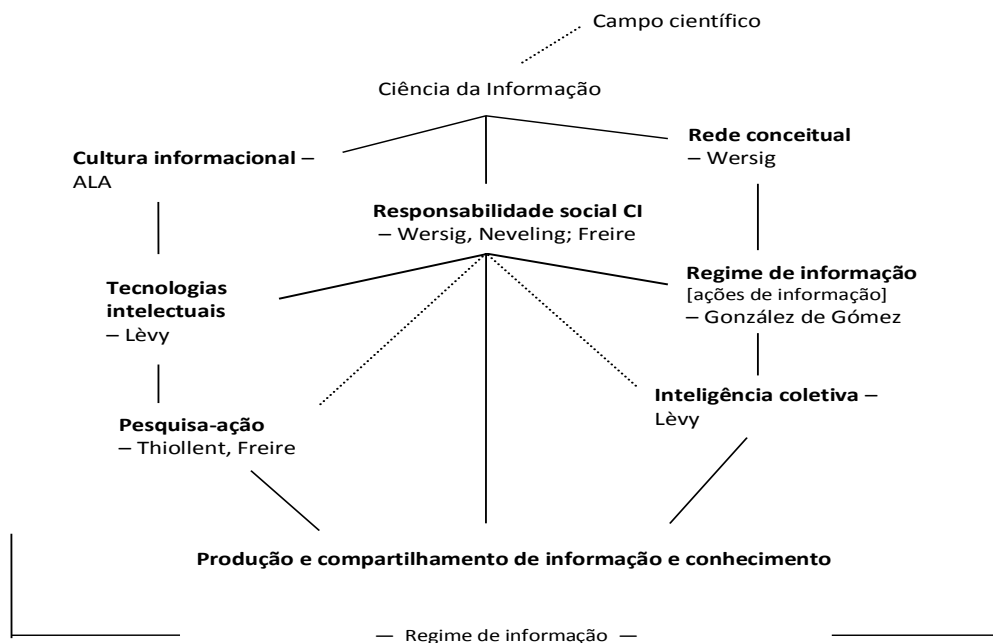 Campo científico
Ciência da Informação
Cultura informacional –
ALA
Rede conceitual
– Wersig
Responsabilidade social CI
– Wersig, Neveling; Freire
Tecnologias
intelectuais
– Lèvy
Regime de informação
[ações de informação]
– González de Gómez
Pesquisa-ação
– Thiollent, Freire
Inteligência coletiva –
Lèvy
Produção e compartilhamento de informação e conhecimento
— Regime de informação —